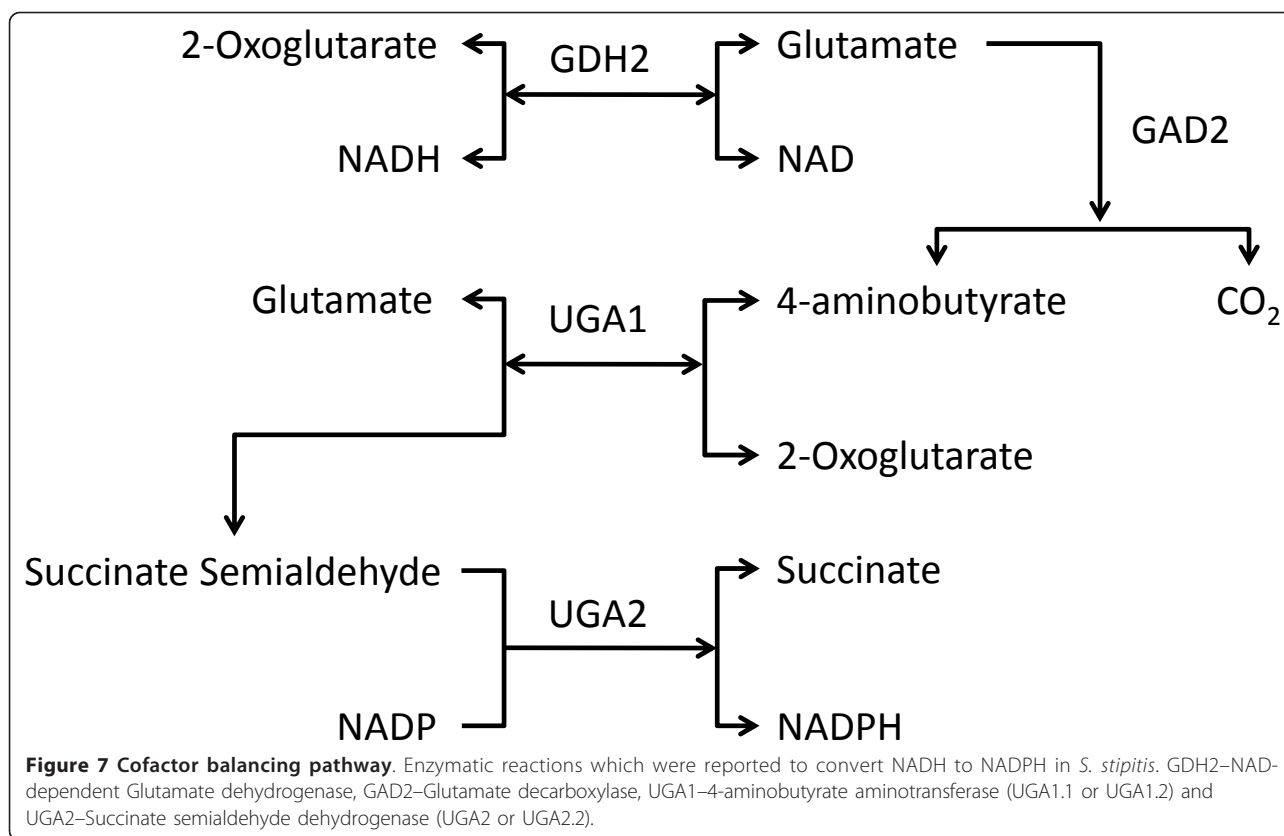 2-Oxoglutarate GDH2 Glutamate
GAD2
NADH NAD
Glutamate UGA1 4-aminobutyrate CO2
2-Oxoglutarate
Succinate Semialdehyde UGA2 Succinate
NADP NADPH
Figure 7 Cofactor balancing pathway. Enzymatic reactions which were reported to convert NADH to NADPH in S. stipitis. GDH2–NAD-
dependent Glutamate dehydrogenase, GAD2–Glutamate decarboxylase, UGA1–4-aminobutyrate aminotransferase (UGA1.1 or UGA1.2) and
UGA2–Succinate semialdehyde dehydrogenase (UGA2 or UGA2.2).